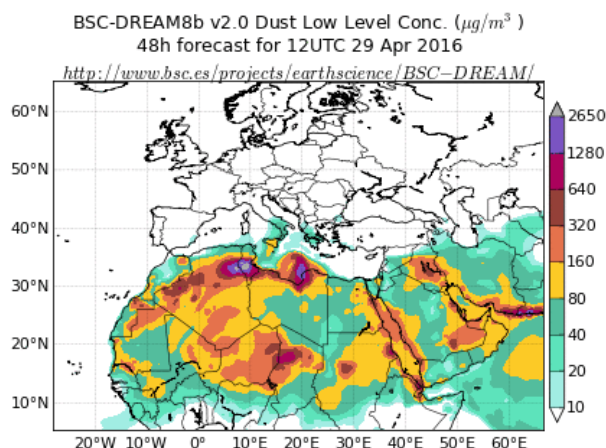 BSC-DREAM8b v2.0 Dust Low Level Conc. (μg/m³ )
48h forecast for 12UTC 29 Apr 2016
http://www.bsc.es/projects/earthscience/BSC−DREAM/
60°N
50°N
40°N
30°N
20°N
10°N
20°W 10°W 0° 10°E 20°E 30°E 40°E 50°E 60°E
2650
1280
640
320
160
80
40
20
10